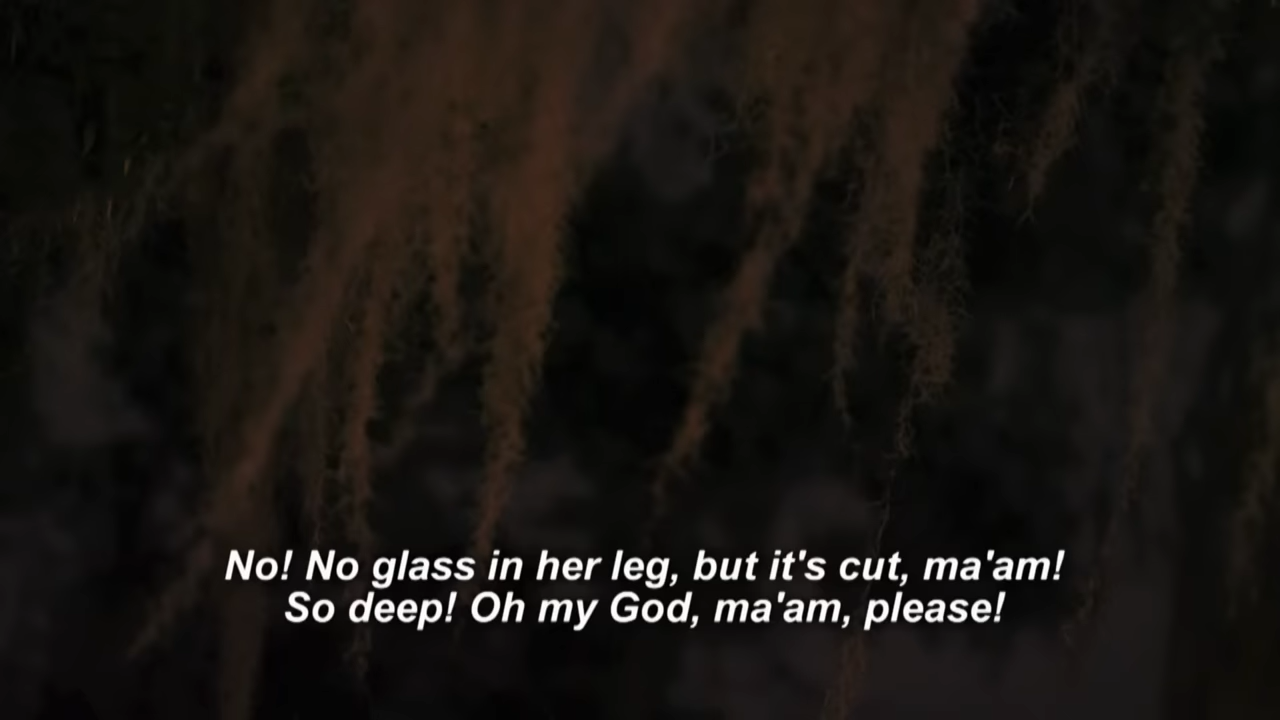 No! No glass in her leg, but it's cut, ma'am!
So deep! Oh my God, ma'am, please!